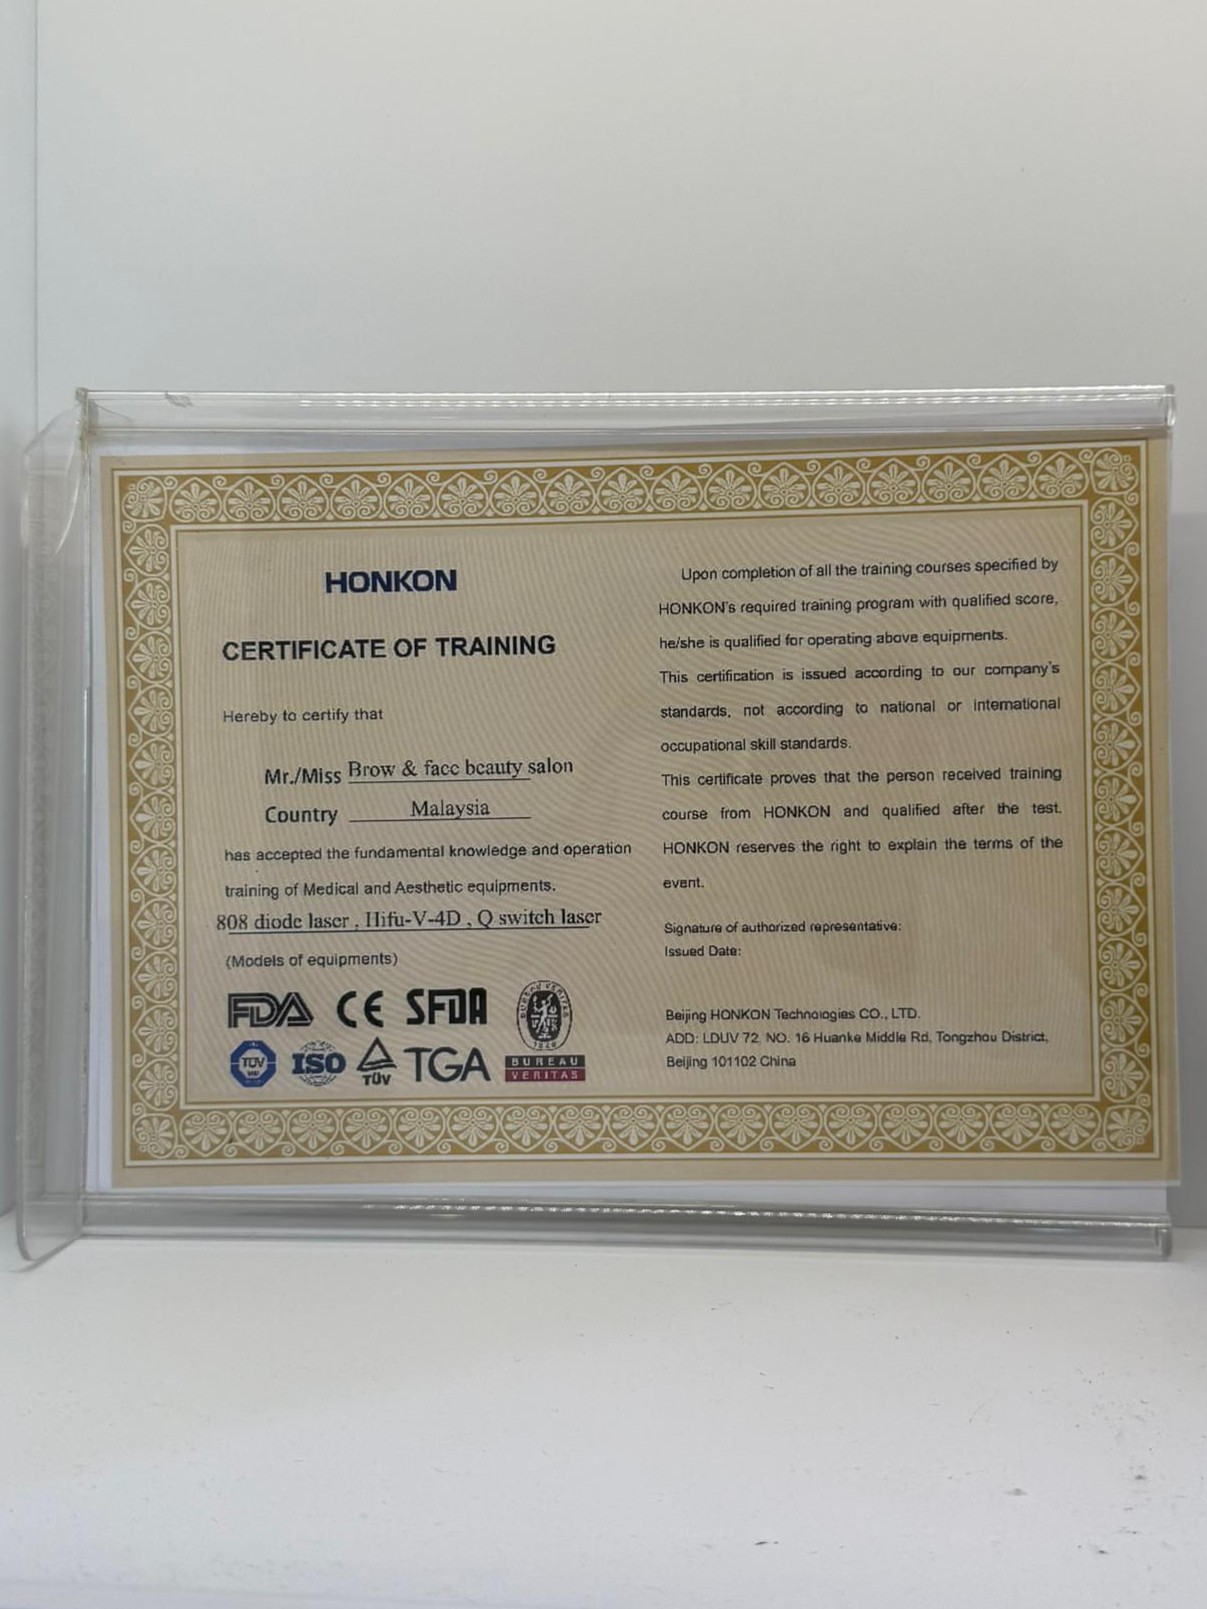 HONKON
CERTIFICATE OF TRAINING
Hereby to certify that
Mr./Miss Brow & face beauty salon
Country Malaysia
has accepted the fundamental knowledge and operation
training of Medical and Aesthetic equipments.
808 diode laser , Hifu-V-4D , Q switch laser
(Models of equipments)
FDA CE SFDA
BUREAU VERITAS
1828
TÜV ISO TÜV TGA BUREAU
VERITAS
Upon completion of all the training courses specified by
HONKON's required training program with qualified score,
he/she is qualified for operating above equipments.
This certification is issued according to our company's
standards, not according to national or international
occupational skill standards.
This certificate proves that the person received training
course from HONKON and qualified after the test.
HONKON reserves the right to explain the terms of the
event.
Signature of authorized representative:
Issued Date:
Beijing HONKON Technologies CO., LTD.
ADD: LDUV 72, NO. 16 Huanke Middle Rd, Tongzhou District,
Beijing 101102 China